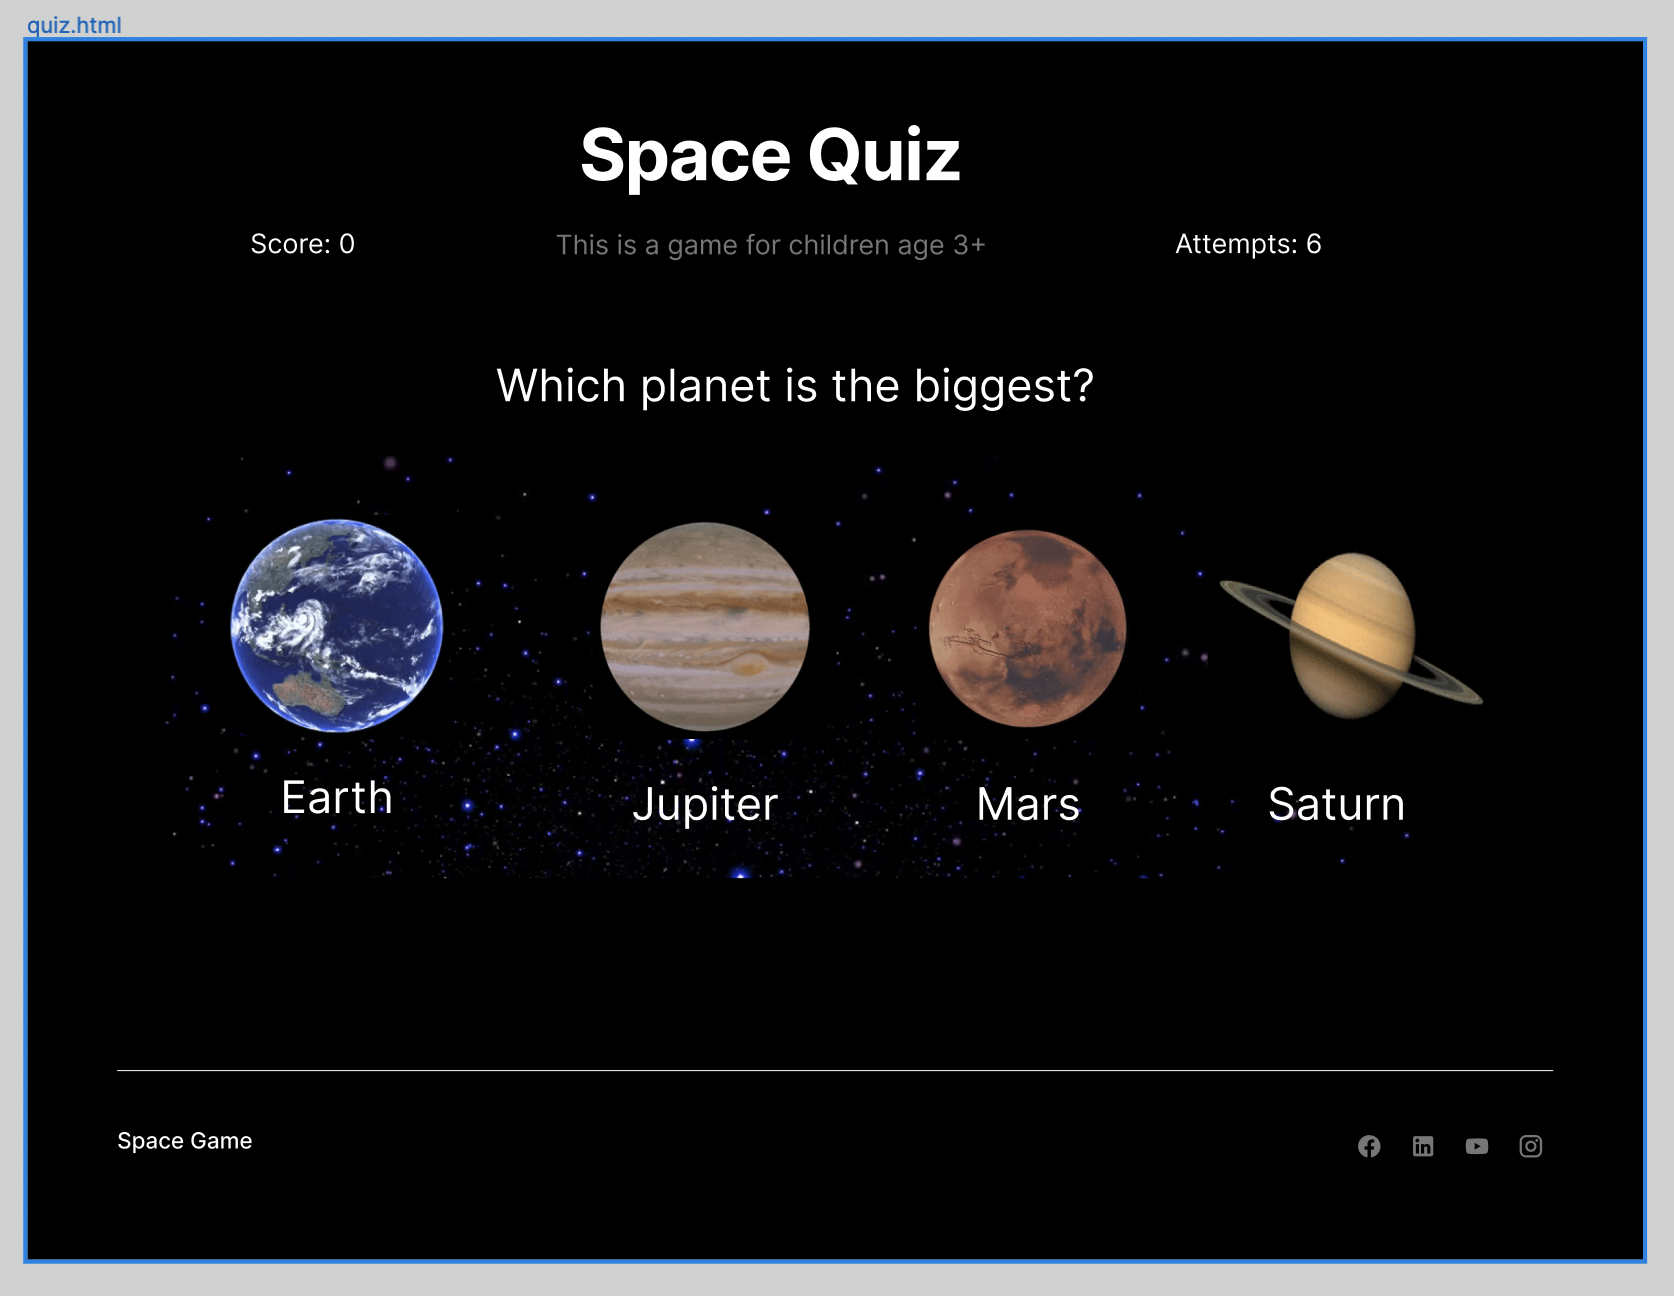 quiz.html
Space Quiz
Score: 0
This is a game for children age 3+
Attempts: 6
Which planet is the biggest?
Earth
Jupiter
Mars
Saturn
Space Game